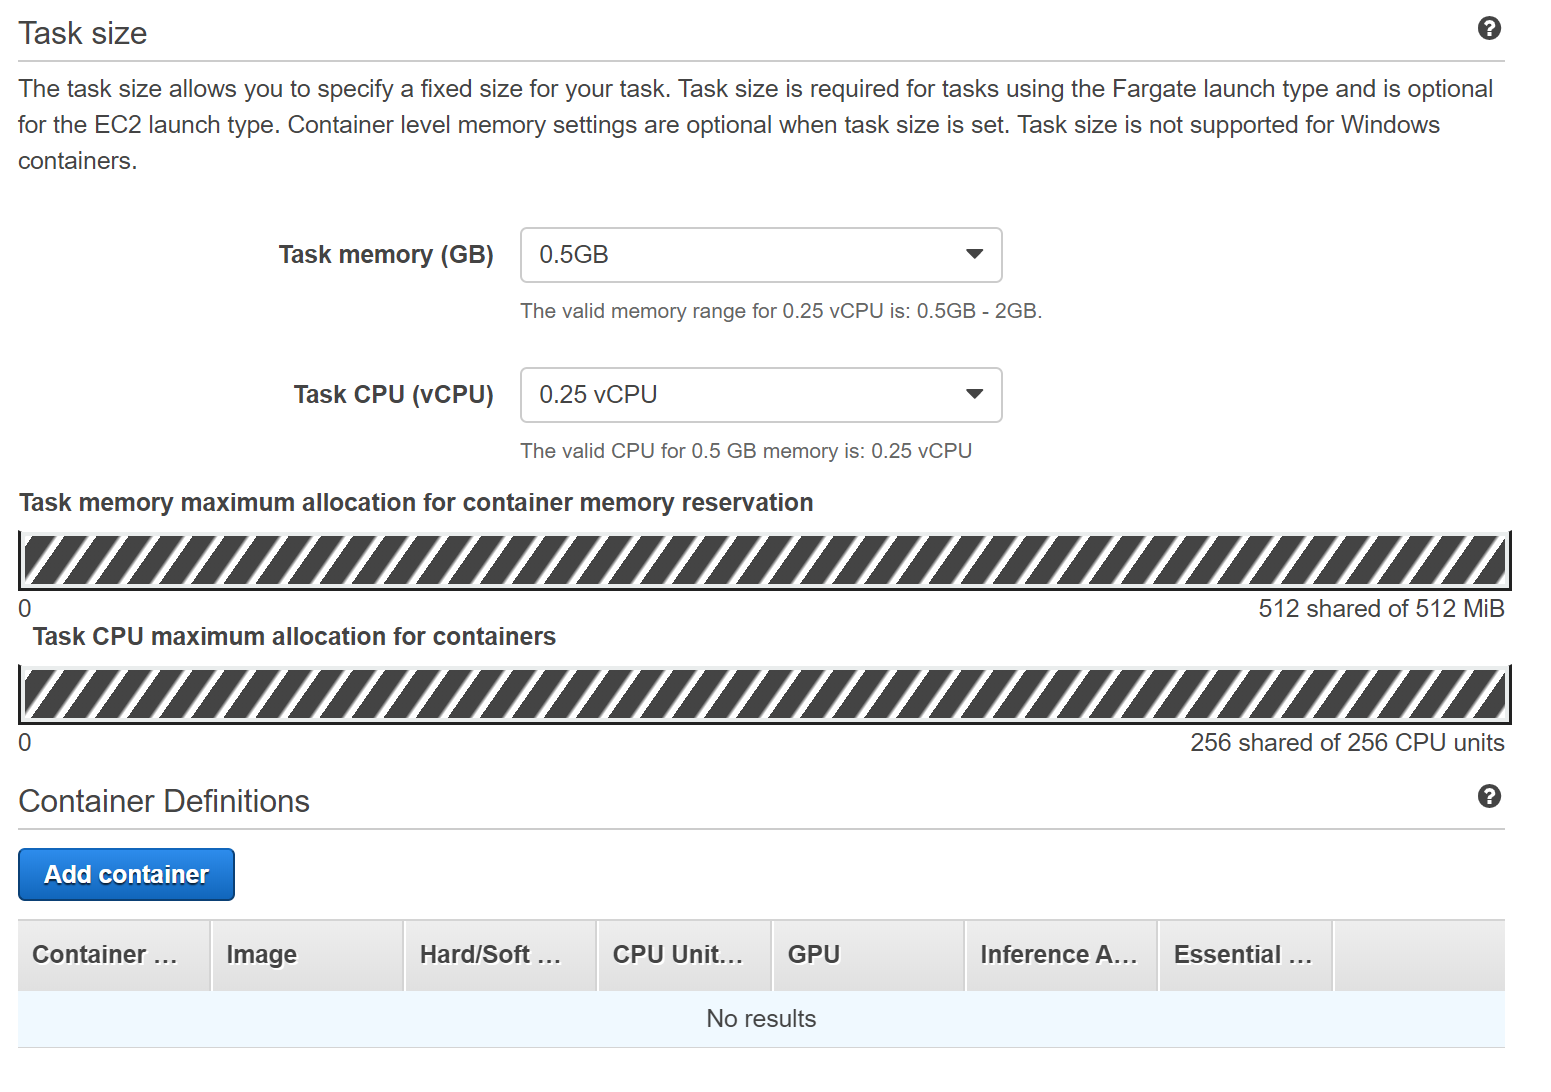 Task size
?
The task size allows you to specify a fixed size for your task. Task size is required for tasks using the Fargate launch type and is optional
for the EC2 launch type. Container level memory settings are optional when task size is set. Task size is not supported for Windows
containers.
Task memory (GB) 0.5GB
The valid memory range for 0.25 vCPU is: 0.5GB - 2GB.
Task CPU (vCPU) 0.25 vCPU
The valid CPU for 0.5 GB memory is: 0.25 vCPU
Task memory maximum allocation for container memory reservation
0 512 shared of 512 MiB
Task CPU maximum allocation for containers
0 256 shared of 256 CPU units
Container Definitions
?
Add container
Container ... Image Hard/Soft ... CPU Unit... GPU Inference A... Essential ...
No results